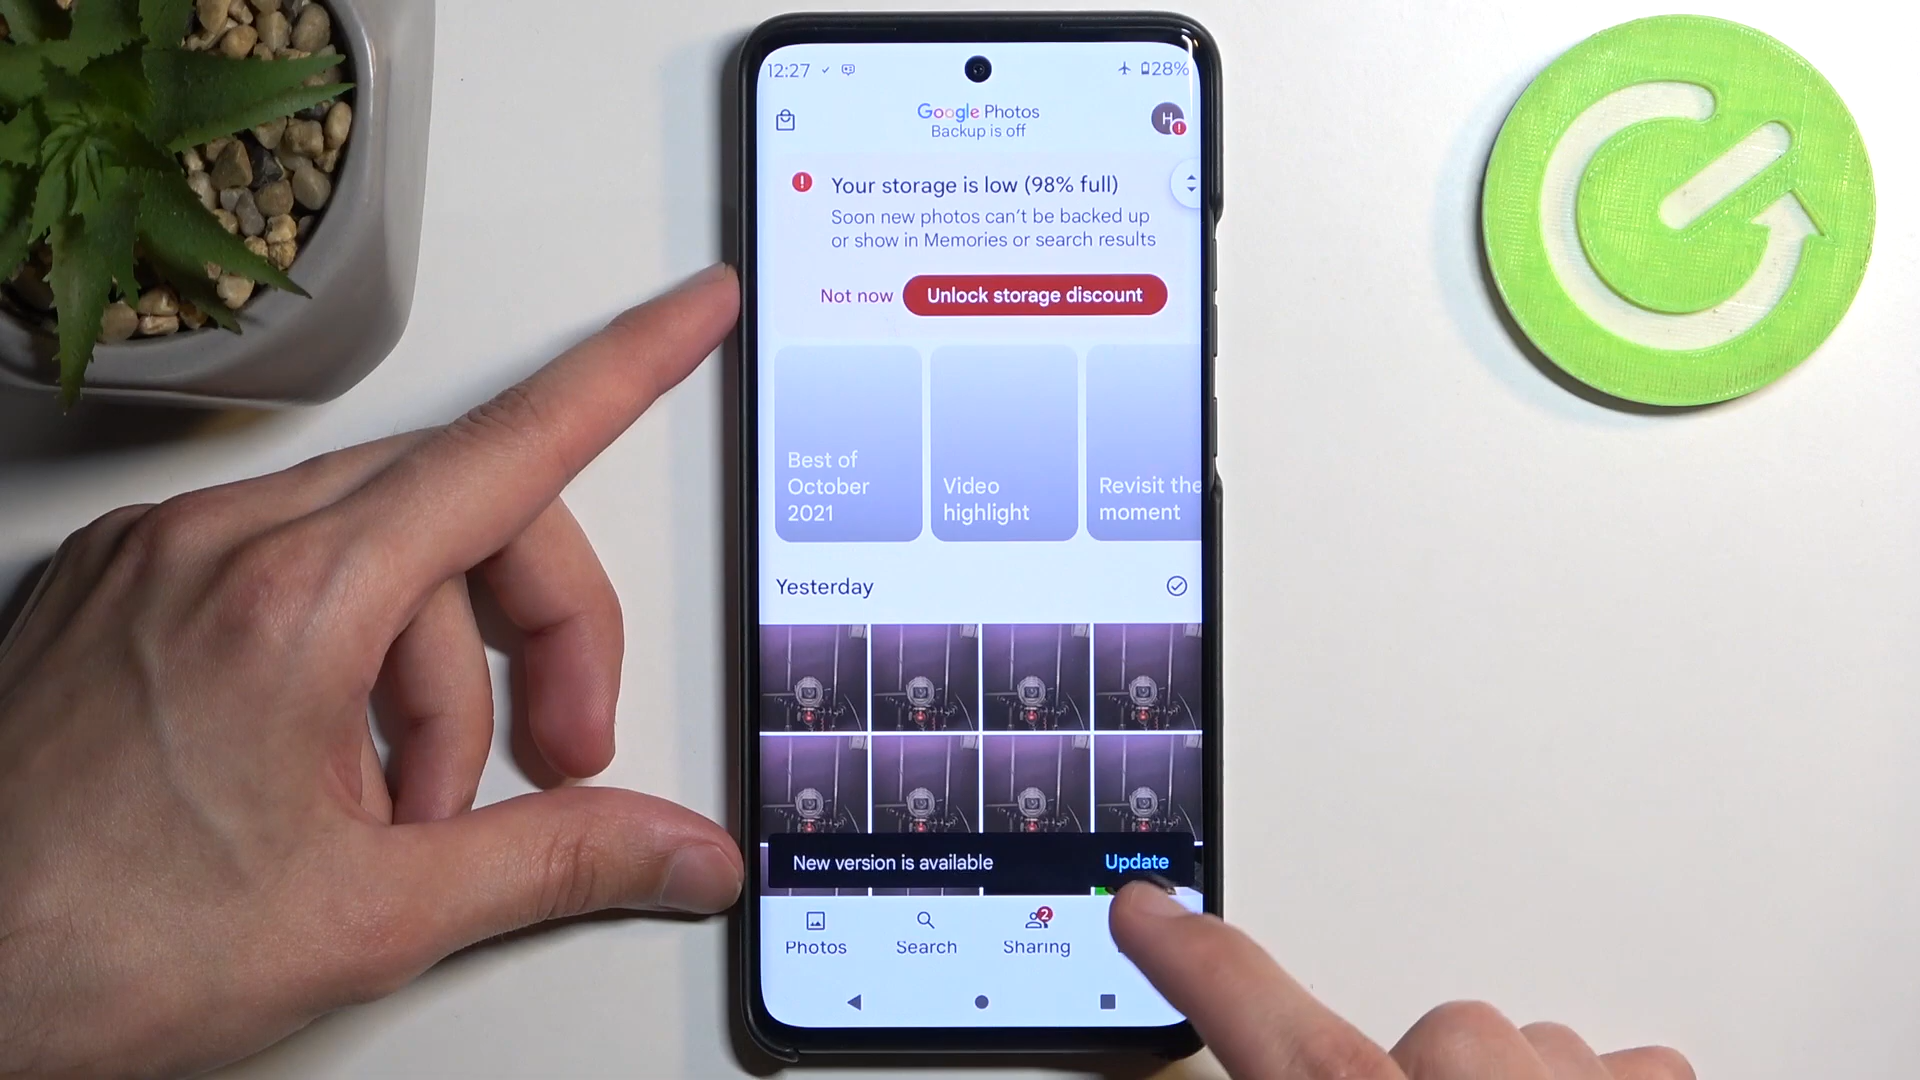 12:27
28%
Google Photos
Backup is off
H
Your storage is low (98% full)
Soon new photos can't be backed up
or show in Memories or search results
Not now
Unlock storage discount
Best of
October
2021
Video
highlight
Revisit the
moment
Yesterday
New version is available
Update
2
Photos
Search
Sharing